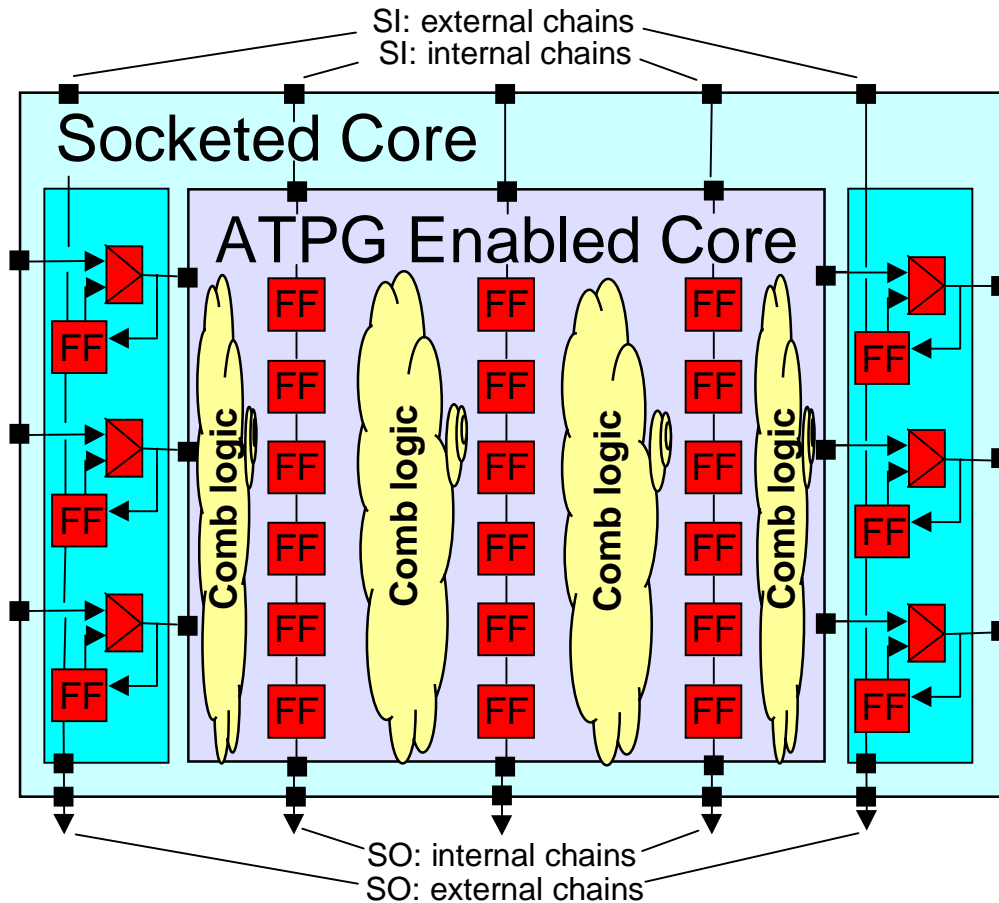 SI: external chains
SI: internal chains
Socketed Core
ATPG Enabled Core
FF FF FF
FF FF
FF FF FF
FF FF FF
Comb logic Comb logic Comb logic Comb logic
FF FF
FF FF FF
FF FF FF
FF FF
FF FF FF
SO: internal chains
SO: external chains